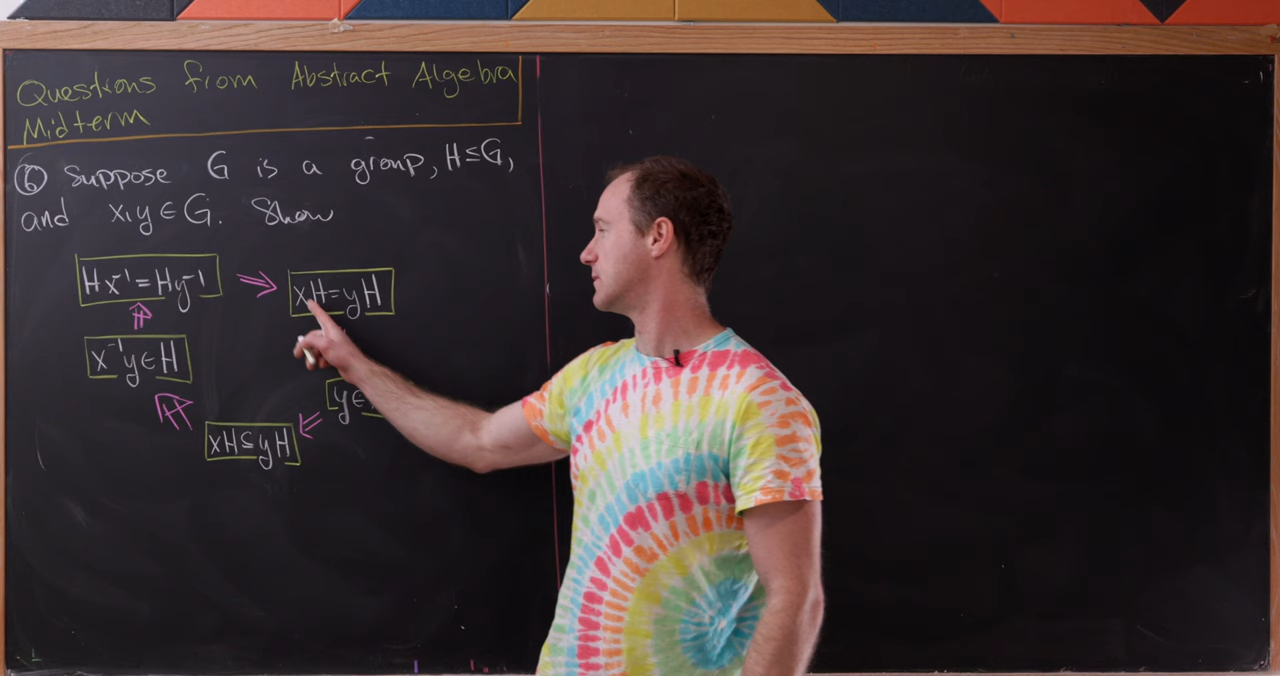 Questions from Abstract Algebra
Midterm
⑥ Suppose G is a group, H≤G,
and x,y∈G. Show
Hx⁻¹=Hy⁻¹ ⇒ xH=yH
⇑
x⁻¹y∈H
⇑ y∈ ⇐
xH⊆yH